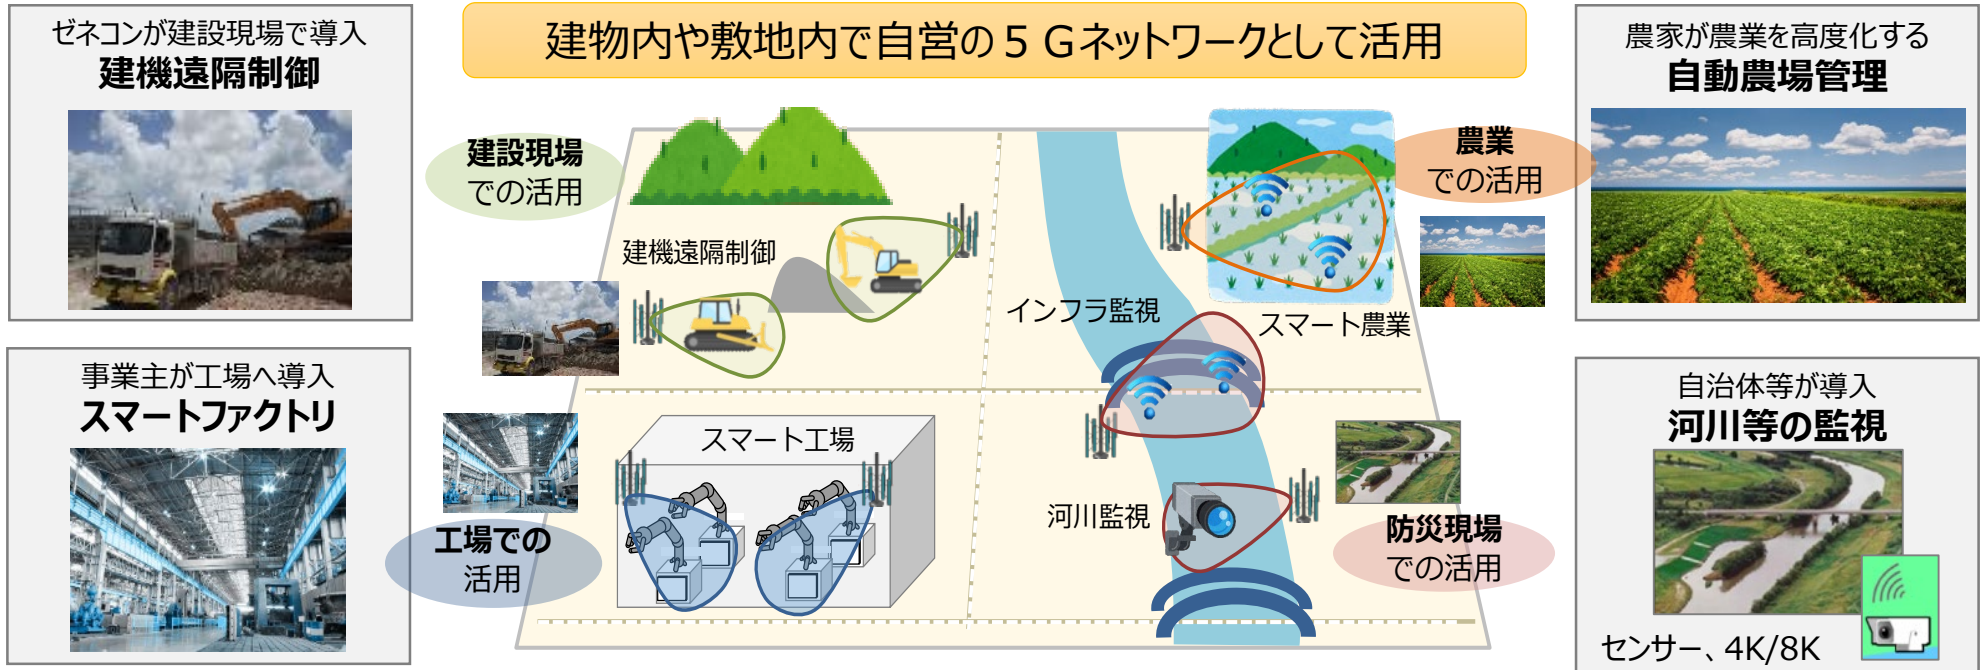 ゼネコンが建設現場で導入
建機遠隔制御
建物内や敷地内で自営の５Gネットワークとして活用
農家が農業を高度化する
自動農場管理
建設現場
での活用
農業
での活用
建機遠隔制御
インフラ監視
スマート農業
事業主が工場へ導入
スマートファクトリ
スマート工場
工場での
活用
河川監視
防災現場
での活用
自治体等が導入
河川等の監視
センサー、4K/8K